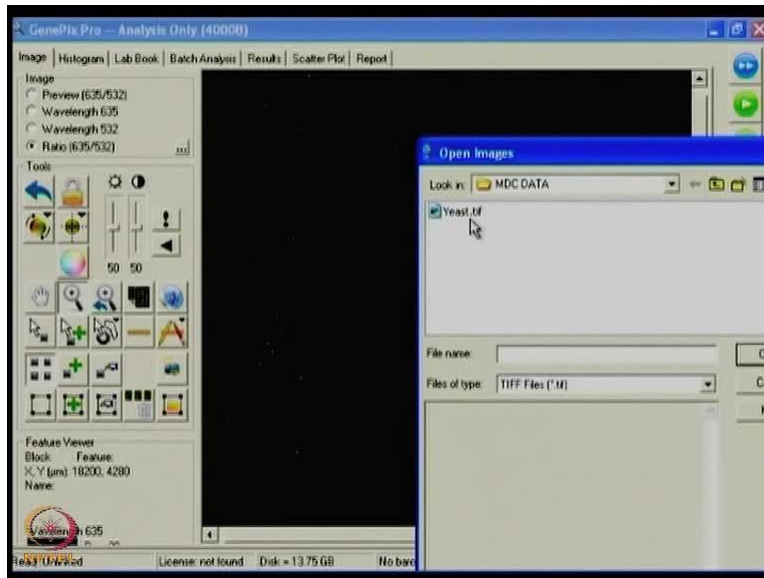 GenePix Pro -- Analysis Only (4000B)
Image Histogram Lab Book Batch Analysis Results Scatter Plot Report
Image
Preview (635/532)
Wavelength 635
Wavelength 532
Ratio (635/532)
...
Tools
50 50
Open Images
Look in: MDC DATA
Yeast.tif
File name:
Files of type: TIFF Files (*.tif)
Feature Viewer
Block Feature:
X, Y (µm): 18200, 4280
Name:
Wavelength 635
License: not found Disk = 13.75 GB
NPTEL